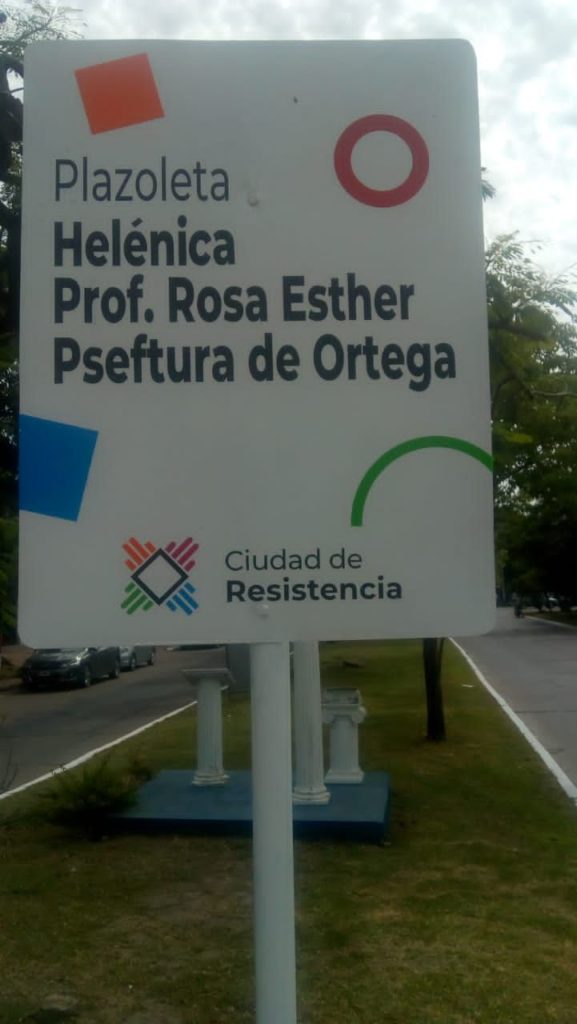 Plazoleta
Helénica
Prof. Rosa Esther
Pseftura de Ortega
Ciudad de
Resistencia